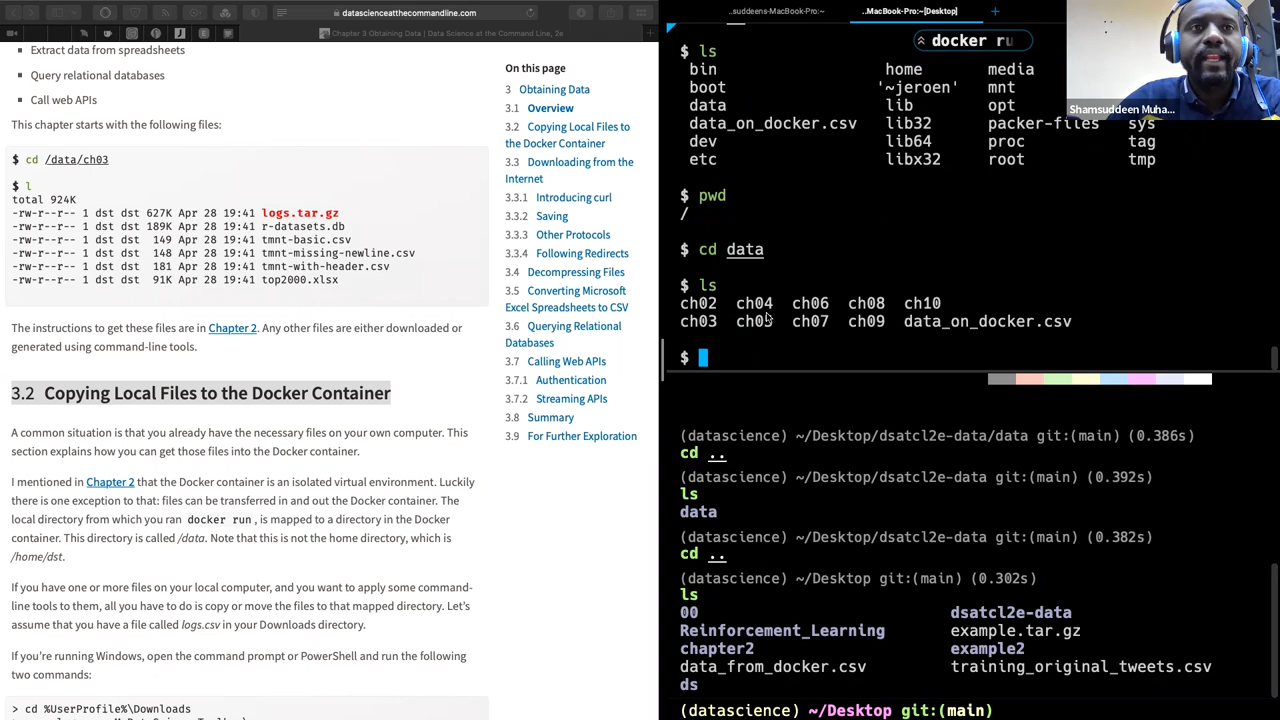 datascienceatthecommandline.com
Chapter 3 Obtaining Data | Data Science at the Command Line, 2e
Extract data from spreadsheets
Query relational databases
Call web APIs
This chapter starts with the following files:
$ cd /data/ch03
$ l
total 924K
-rw-r--r-- 1 dst dst 627K Apr 28 19:41 logs.tar.gz
-rw-r--r-- 1 dst dst 189K Apr 28 19:41 r-datasets.db
-rw-r--r-- 1 dst dst  149 Apr 28 19:41 tmnt-basic.csv
-rw-r--r-- 1 dst dst  148 Apr 28 19:41 tmnt-missing-newline.csv
-rw-r--r-- 1 dst dst  181 Apr 28 19:41 tmnt-with-header.csv
-rw-r--r-- 1 dst dst  91K Apr 28 19:41 top2000.xlsx
The instructions to get these files are in Chapter 2. Any other files are either downloaded or
generated using command-line tools.
3.2 Copying Local Files to the Docker Container
A common situation is that you already have the necessary files on your own computer. This
section explains how you can get those files into the Docker container.
I mentioned in Chapter 2 that the Docker container is an isolated virtual environment. Luckily
there is one exception to that: files can be transferred in and out the Docker container. The
local directory from which you ran docker run, is mapped to a directory in the Docker
container. This directory is called /data. Note that this is not the home directory, which is
/home/dst.
If you have one or more files on your local computer, and you want to apply some command-
line tools to them, all you have to do is copy or move the files to that mapped directory. Let's
assume that you have a file called logs.csv in your Downloads directory.
If you're running Windows, open the command prompt or PowerShell and run the following
two commands:
> cd %UserProfile%\Downloads
On this page
3 Obtaining Data
3.1 Overview
3.2 Copying Local Files to
the Docker Container
3.3 Downloading from the
Internet
3.3.1 Introducing curl
3.3.2 Saving
3.3.3 Other Protocols
3.3.4 Following Redirects
3.4 Decompressing Files
3.5 Converting Microsoft
Excel Spreadsheets to CSV
3.6 Querying Relational
Databases
3.7 Calling Web APIs
3.7.1 Authentication
3.7.2 Streaming APIs
3.8 Summary
3.9 For Further Exploration
..suddeens-MacBook-Pro:~
..MacBook-Pro:~|Desktop|
docker ru
$ ls
bin home media
boot '~jeroen' mnt
data lib opt
data_on_docker.csv lib32 packer-files sys
dev lib64 proc tag
etc libx32 root tmp
$ pwd
/
$ cd data
$ ls
ch02 ch04 ch06 ch08 ch10
ch03 ch05 ch07 ch09 data_on_docker.csv
$
Shamsuddeen Muha...
(datascience) ~/Desktop/dsatcl2e-data/data git:(main) (0.386s)
cd ..
(datascience) ~/Desktop/dsatcl2e-data git:(main) (0.392s)
ls
data
(datascience) ~/Desktop/dsatcl2e-data git:(main) (0.382s)
cd ..
(datascience) ~/Desktop git:(main) (0.302s)
ls
00 dsatcl2e-data
Reinforcement_Learning example.tar.gz
chapter2 example2
data_from_docker.csv training_original_tweets.csv
ds
(datascience) ~/Desktop git:(main)